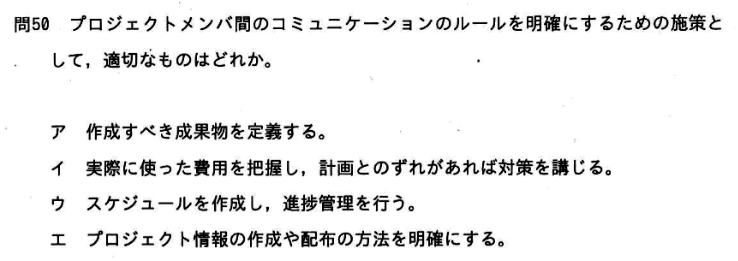 問50 プロジェクトメンバ間のコミュニケーションのルールを明確にするための施策と
して，適切なものはどれか。
ア 作成すべき成果物を定義する。
イ 実際に使った費用を把握し，計画とのずれがあれば対策を講じる。
ウ スケジュールを作成し，進捗管理を行う。
エ プロジェクト情報の作成や配布の方法を明確にする。